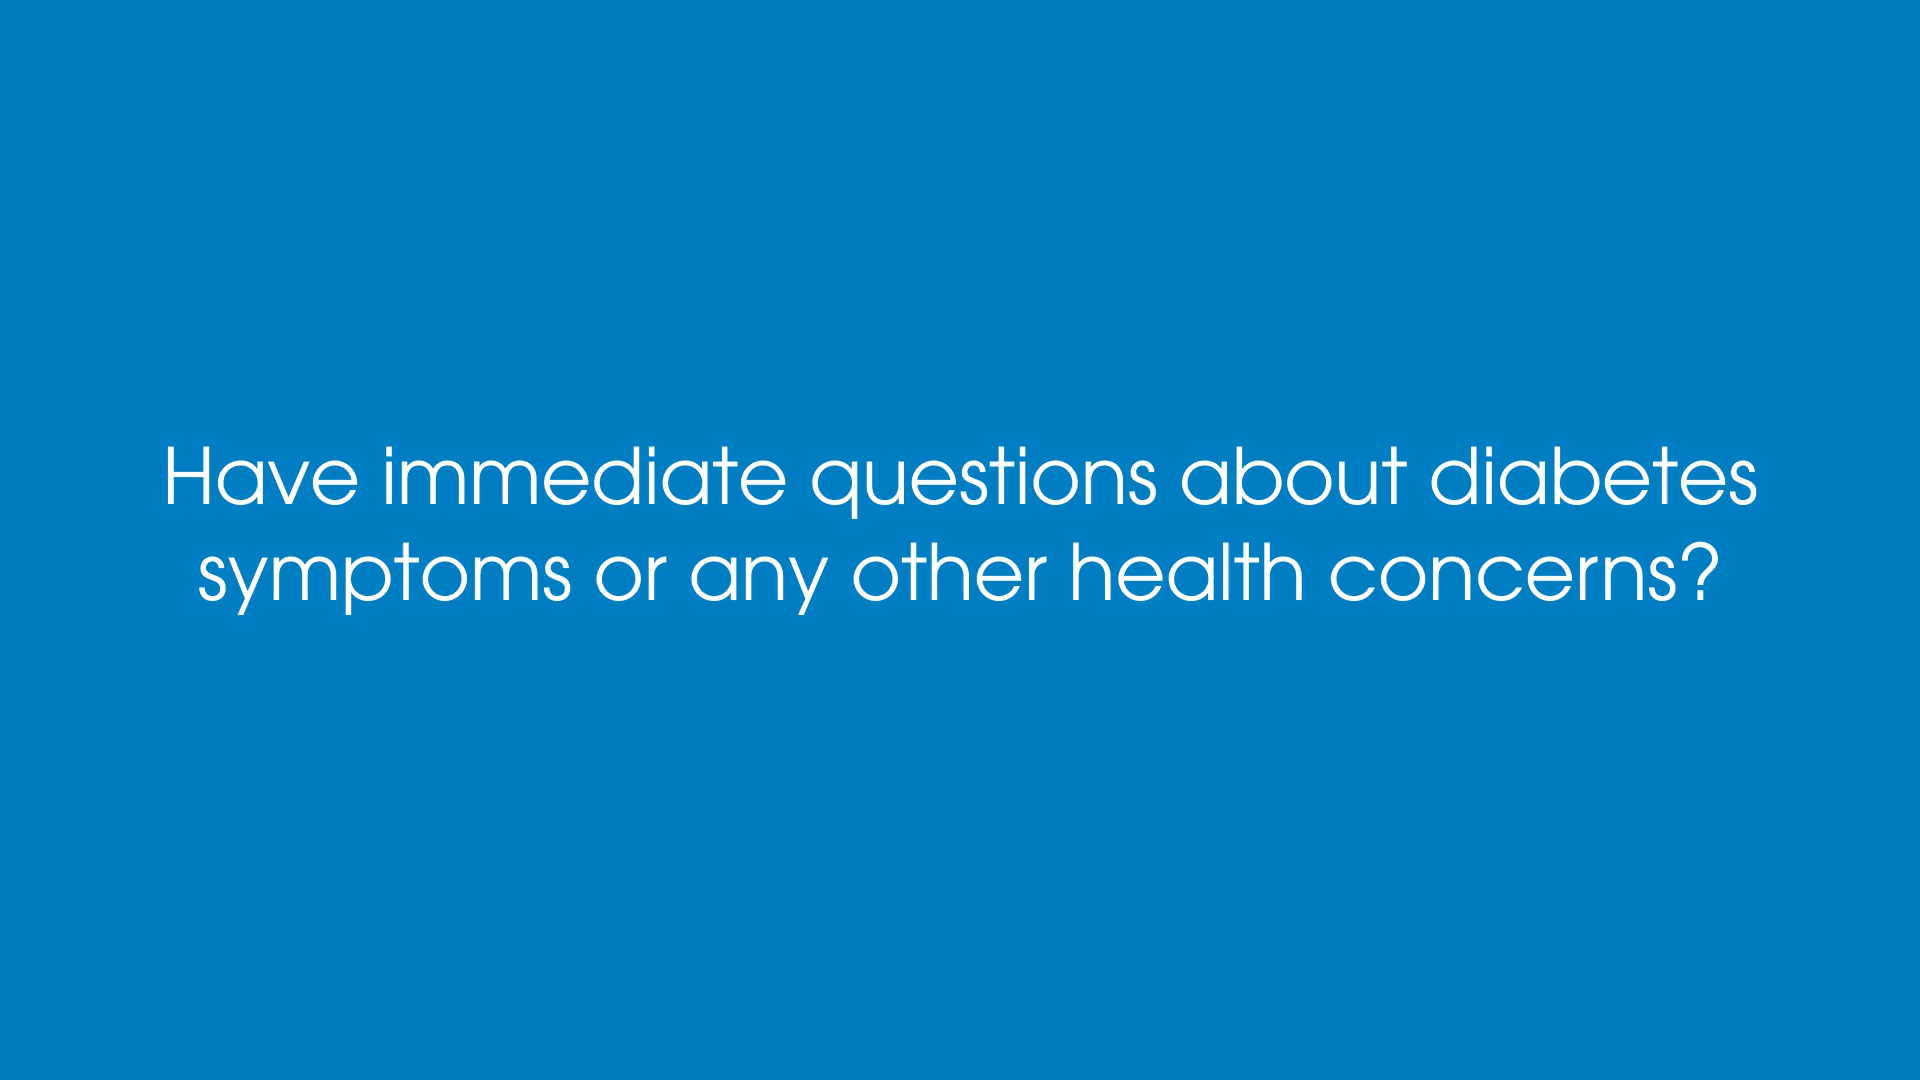 Have immediate questions about diabetes
symptoms or any other health concerns?